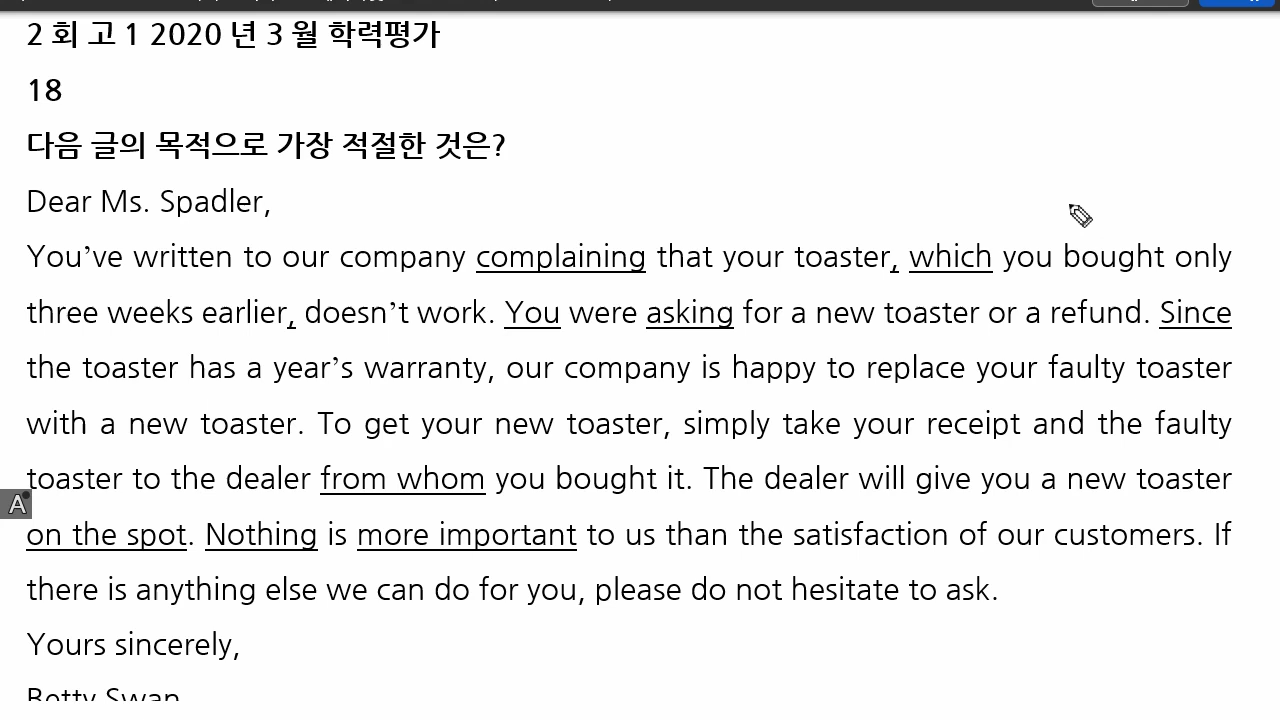 2 회 고 1 2020 년 3 월 학력평가
18
다음 글의 목적으로 가장 적절한 것은?
Dear Ms. Spadler,
You’ve written to our company complaining that your toaster, which you bought only
three weeks earlier, doesn’t work. You were asking for a new toaster or a refund. Since
the toaster has a year’s warranty, our company is happy to replace your faulty toaster
with a new toaster. To get your new toaster, simply take your receipt and the faulty
toaster to the dealer from whom you bought it. The dealer will give you a new toaster
A
on the spot. Nothing is more important to us than the satisfaction of our customers. If
there is anything else we can do for you, please do not hesitate to ask.
Yours sincerely,
Betty Swan